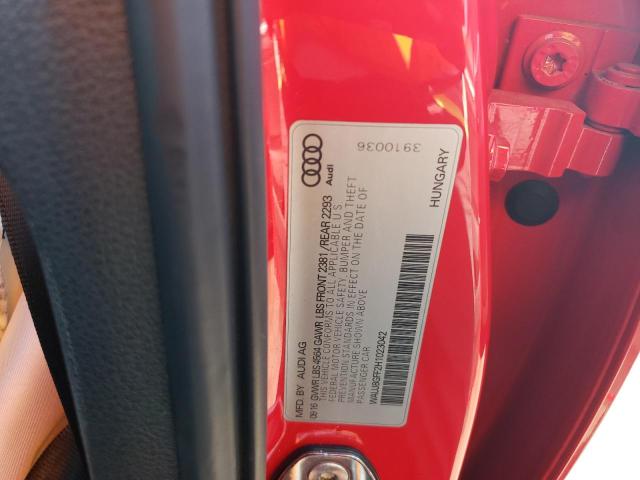 Audi
3910036
MFD. BY AUDI AG
08/16 GVWR LBS 4564 GAWR LBS FRONT 2381 / REAR 2293
THIS VEHICLE CONFORMS TO ALL APPLICABLE U S
FEDERAL MOTOR VEHICLE SAFETY, BUMPER AND THEFT
PREVENTION STANDARDS IN EFFECT ON THE DATE OF
MANUFACTURE SHOWN ABOVE
PASSENGER CAR
WAUJ8GFF2H1023042
HUNGARY